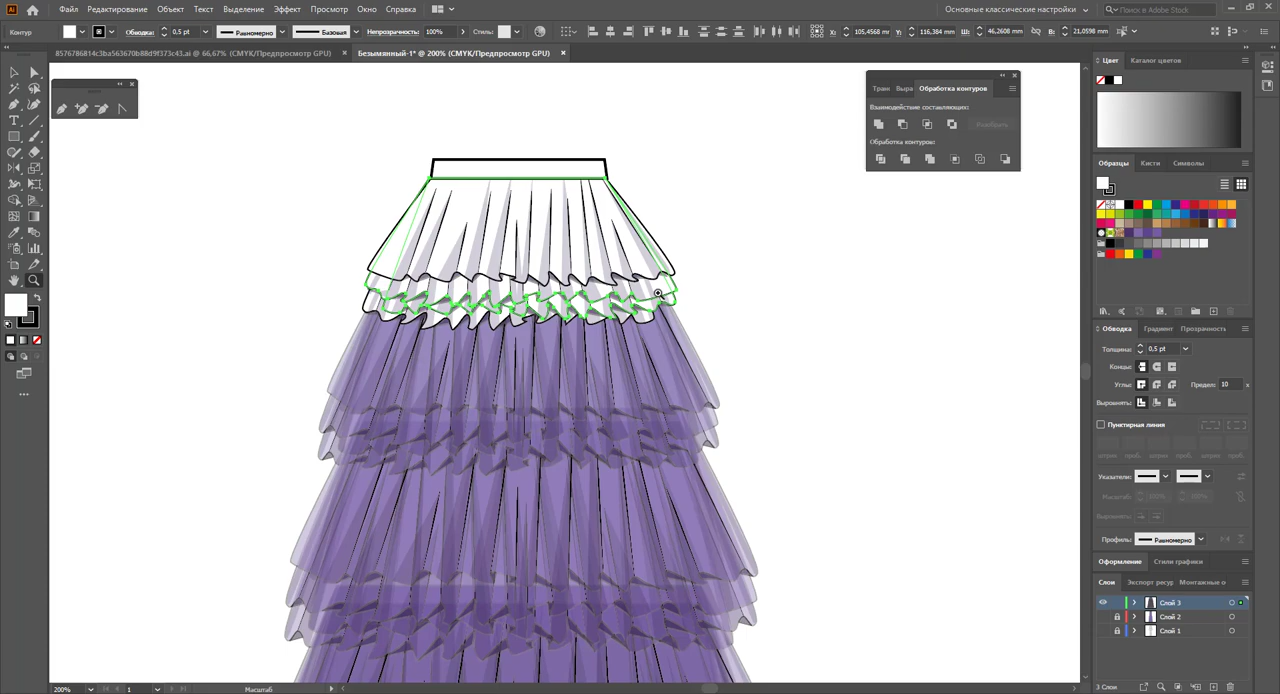 Файл Редактирование Объект Текст Выделение Эффект Просмотр Окно Справка
Основные классические настройки
Поиск в Adobe Stock
Контур
Обводка: 0,5 pt
Равномерно
Базовая
Непрозрачность: 100%
Стиль:
X: 105,4568 mm
Y: 116,384 mm
Ш: 46,2608 mm
В: 21,0598 mm
8576786814c3ba563670b88d9f373c43.ai @ 66,67% (CMYK/Предпросмотр GPU)
Безымянный-1* @ 200% (CMYK/Предпросмотр GPU)
Цвет Каталог цветов
Тран Выра Обработка контуров
Взаимодействие составляющих:
Обработка контуров:
Образцы Кисти Символы
Обводка Градиент Прозрачность
Толщина: 0,5 pt
Концы:
Углы: Предел: 10 x
Выровнять:
Пунктирная линия
Указатели:
Масштаб: 100% 100%
Выровнять:
Профиль: Равномерно
Оформление Стили графики
Слои Экспорт ресур Монтажные о
Слой 3
Слой 2
Слой 1
3 Слои
200%
1
Масштаб